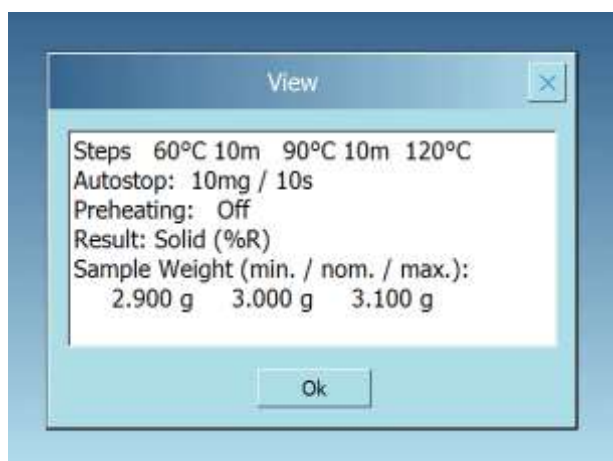 View
Steps 60°C 10m 90°C 10m 120°C
Autostop: 10mg / 10s
Preheating: Off
Result: Solid (%R)
Sample Weight (min. / nom. / max.):
2.900 g 3.000 g 3.100 g
Ok